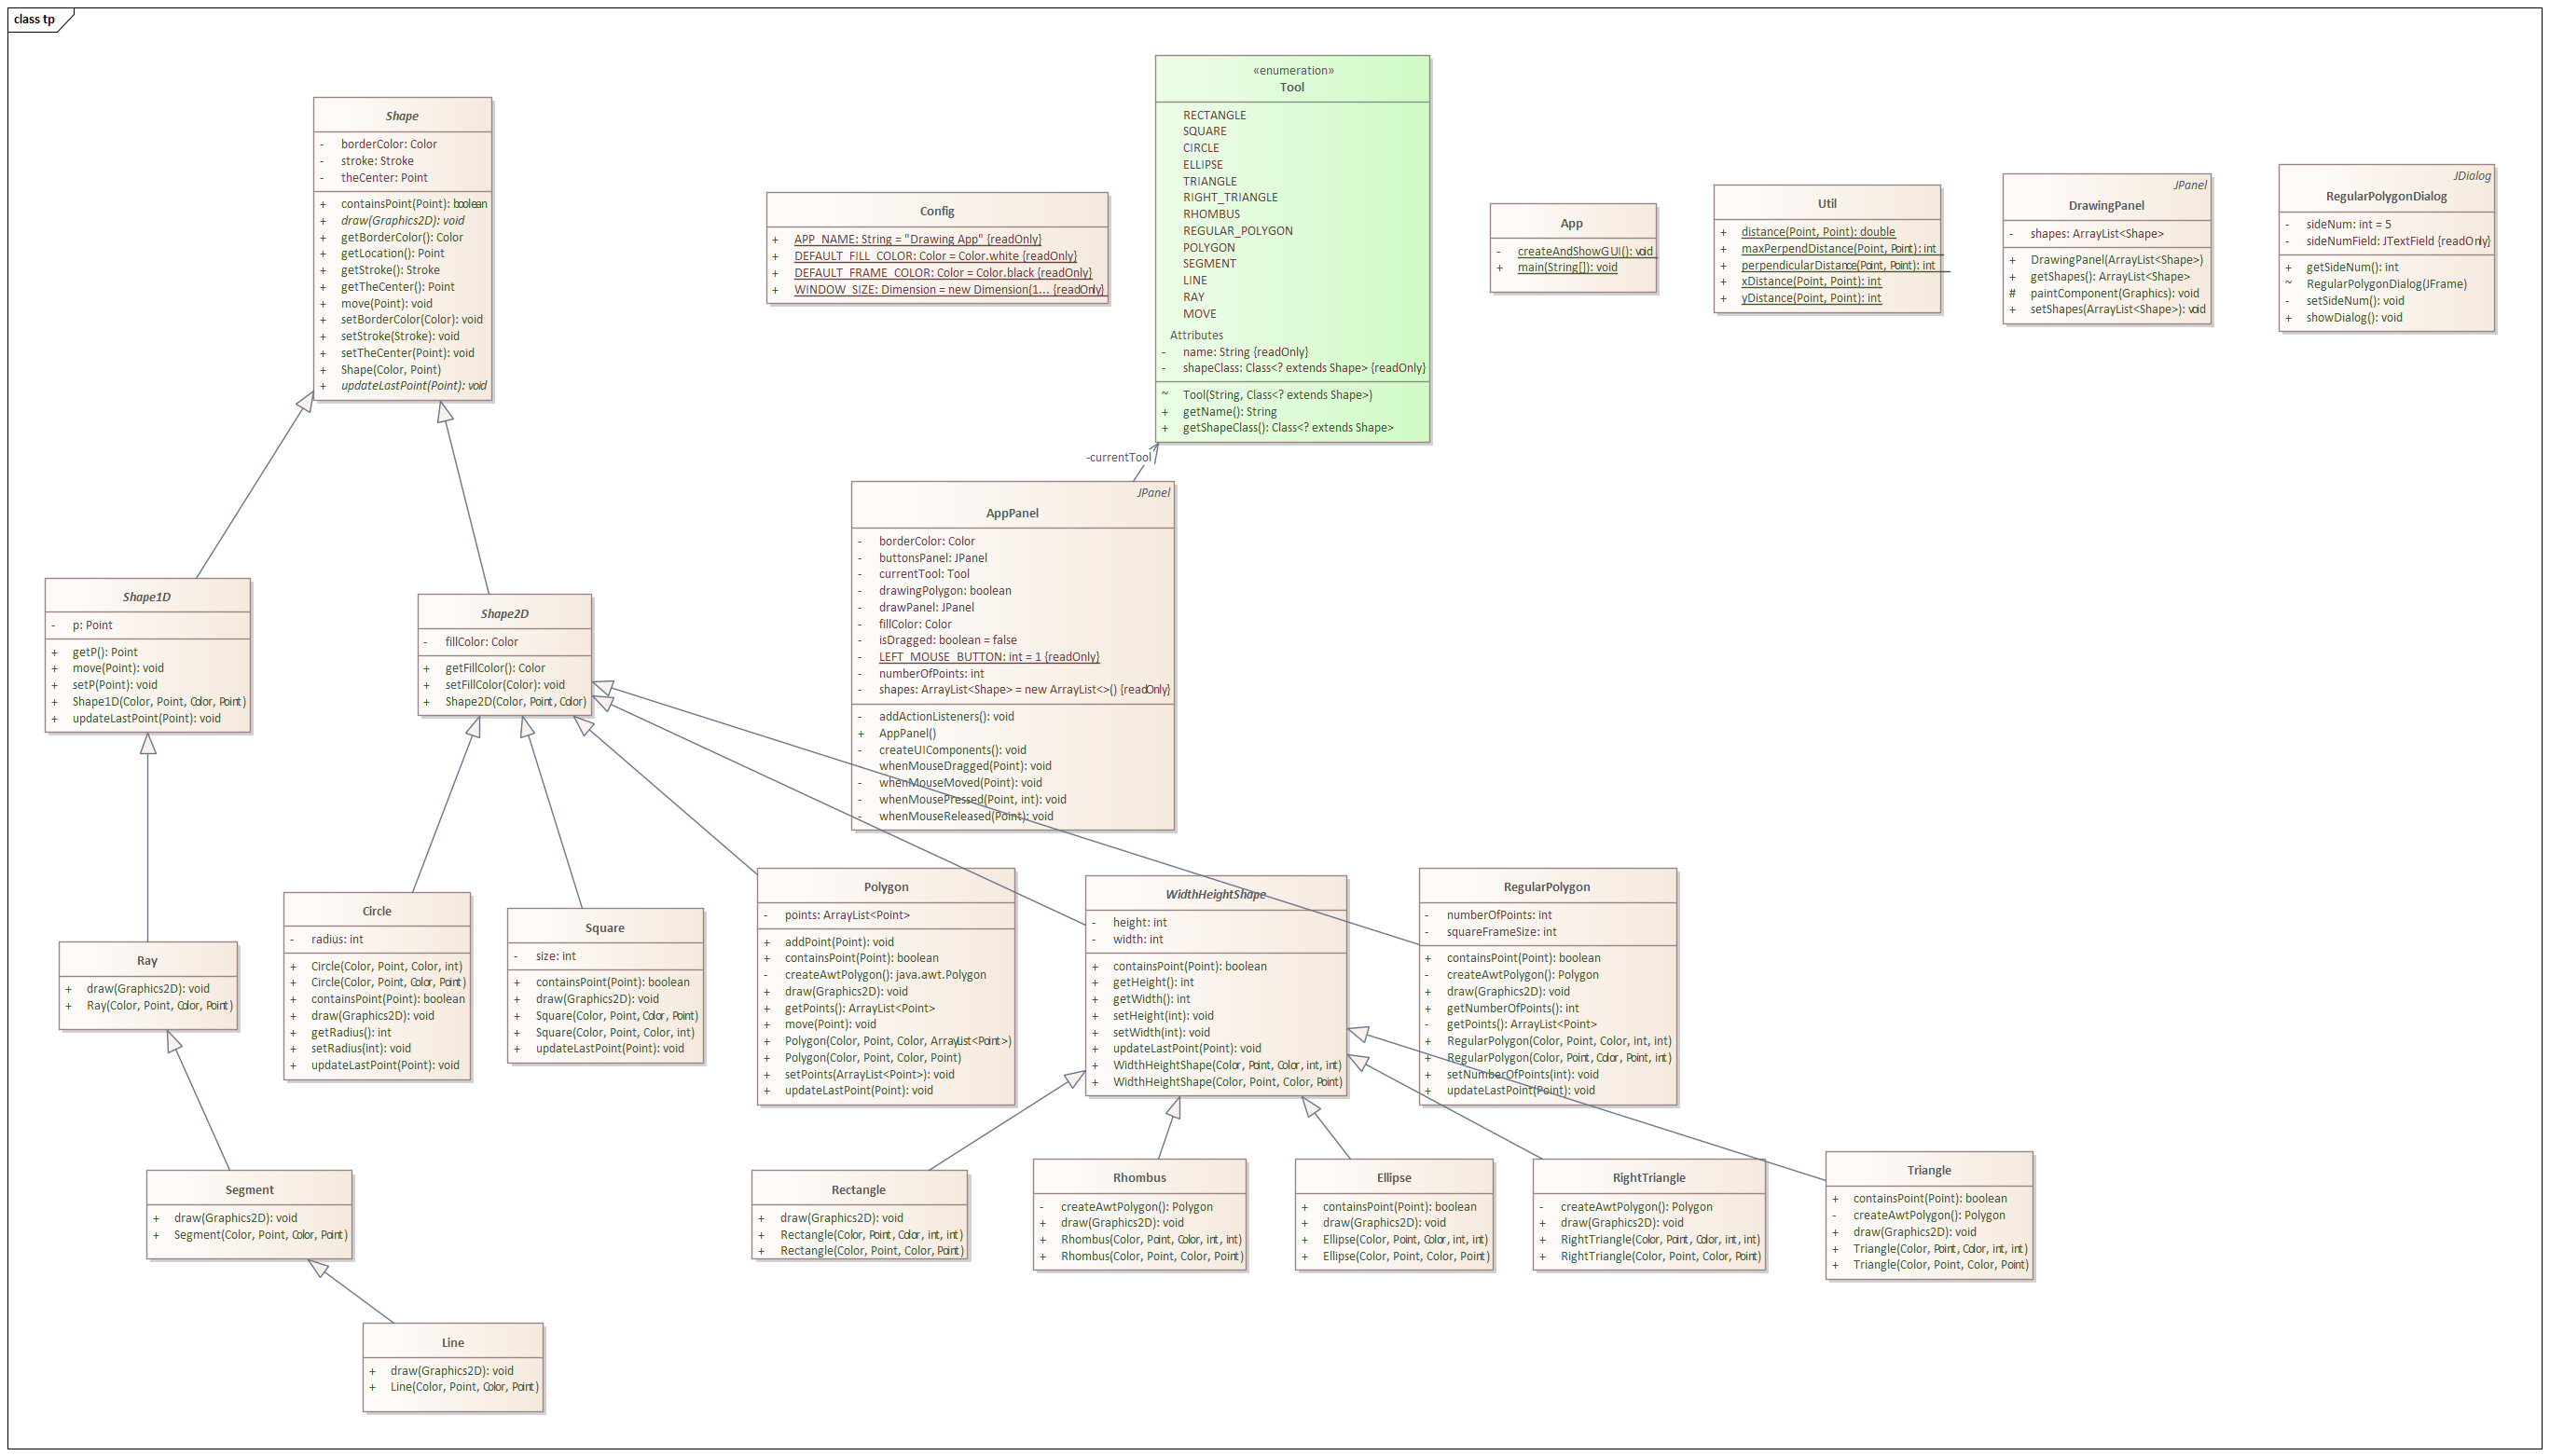 class tp
Shape
- borderColor: Color
- stroke: Stroke
- theCenter: Point
+ containsPoint(Point): boolean
+ draw(Graphics2D): void
+ getBorderColor(): Color
+ getLocation(): Point
+ getStroke(): Stroke
+ getTheCenter(): Point
+ move(Point): void
+ setBorderColor(Color): void
+ setStroke(Stroke): void
+ setTheCenter(Point): void
+ Shape(Color, Point)
+ updateLastPoint(Point): void
Config
+ APP_NAME: String = "Drawing App" {readOnly}
+ DEFAULT_FILL_COLOR: Color = Color.white {readOnly}
+ DEFAULT_FRAME_COLOR: Color = Color.black {readOnly}
+ WINDOW_SIZE: Dimension = new Dimension(1... {readOnly}
«enumeration»
Tool
RECTANGLE
SQUARE
CIRCLE
ELLIPSE
TRIANGLE
RIGHT_TRIANGLE
RHOMBUS
REGULAR_POLYGON
POLYGON
SEGMENT
LINE
RAY
MOVE
Attributes
- name: String {readOnly}
- shapeClass: Class<? extends Shape> {readOnly}
~ Tool(String, Class<? extends Shape>)
+ getName(): String
+ getShapeClass(): Class<? extends Shape>
App
- createAndShowGUI(): void
+ main(String[]): void
Util
+ distance(Point, Point): double
+ maxPerpendDistance(Point, Point): int
+ perpendicularDistance(Point, Point): int
+ xDistance(Point, Point): int
+ yDistance(Point, Point): int
JPanel
DrawingPanel
- shapes: ArrayList<Shape>
+ DrawingPanel(ArrayList<Shape>)
+ getShapes(): ArrayList<Shape>
# paintComponent(Graphics): void
+ setShapes(ArrayList<Shape>): void
JDialog
RegularPolygonDialog
- sideNum: int = 5
- sideNumField: JTextField {readOnly}
+ getSideNum(): int
~ RegularPolygonDialog(JFrame)
- setSideNum(): void
+ showDialog(): void
-currentTool
JPanel
AppPanel
- borderColor: Color
- buttonsPanel: JPanel
- currentTool: Tool
- drawingPolygon: boolean
- drawPanel: JPanel
- fillColor: Color
- isDragged: boolean = false
- LEFT_MOUSE_BUTTON: int = 1 {readOnly}
- numberOfPoints: int
- shapes: ArrayList<Shape> = new ArrayList<>() {readOnly}
- addActionListeners(): void
+ AppPanel()
- createUIComponents(): void
whenMouseDragged(Point): void
- whenMouseMoved(Point): void
- whenMousePressed(Point, int): void
- whenMouseReleased(Point): void
Shape1D
- p: Point
+ getP(): Point
+ move(Point): void
+ setP(Point): void
+ Shape1D(Color, Point, Color, Point)
+ updateLastPoint(Point): void
Shape2D
- fillColor: Color
+ getFillColor(): Color
+ setFillColor(Color): void
+ Shape2D(Color, Point, Color)
Ray
+ draw(Graphics2D): void
+ Ray(Color, Point, Color, Point)
Circle
- radius: int
+ Circle(Color, Point, Color, int)
+ Circle(Color, Point, Color, Point)
+ containsPoint(Point): boolean
+ draw(Graphics2D): void
+ getRadius(): int
+ setRadius(int): void
+ updateLastPoint(Point): void
Square
- size: int
+ containsPoint(Point): boolean
+ draw(Graphics2D): void
+ Square(Color, Point, Color, Point)
+ Square(Color, Point, Color, int)
+ updateLastPoint(Point): void
Polygon
- points: ArrayList<Point>
+ addPoint(Point): void
+ containsPoint(Point): boolean
- createAwtPolygon(): java.awt.Polygon
+ draw(Graphics2D): void
+ getPoints(): ArrayList<Point>
+ move(Point): void
+ Polygon(Color, Point, Color, ArrayList<Point>)
+ Polygon(Color, Point, Color, Point)
+ setPoints(ArrayList<Point>): void
+ updateLastPoint(Point): void
WidthHeightShape
- height: int
- width: int
+ containsPoint(Point): boolean
+ getHeight(): int
+ getWidth(): int
+ setHeight(int): void
+ setWidth(int): void
+ updateLastPoint(Point): void
+ WidthHeightShape(Color, Point, Color, int, int)
+ WidthHeightShape(Color, Point, Color, Point)
RegularPolygon
- numberOfPoints: int
- squareFrameSize: int
+ containsPoint(Point): boolean
- createAwtPolygon(): Polygon
+ draw(Graphics2D): void
+ getNumberOfPoints(): int
- getPoints(): ArrayList<Point>
+ RegularPolygon(Color, Point, Color, int, int)
+ RegularPolygon(Color, Point, Color, Point, int)
+ setNumberOfPoints(int): void
+ updateLastPoint(Point): void
Segment
+ draw(Graphics2D): void
+ Segment(Color, Point, Color, Point)
Rectangle
+ draw(Graphics2D): void
+ Rectangle(Color, Point, Color, int, int)
+ Rectangle(Color, Point, Color, Point)
Rhombus
- createAwtPolygon(): Polygon
+ draw(Graphics2D): void
+ Rhombus(Color, Point, Color, int, int)
+ Rhombus(Color, Point, Color, Point)
Ellipse
+ containsPoint(Point): boolean
+ draw(Graphics2D): void
+ Ellipse(Color, Point, Color, int, int)
+ Ellipse(Color, Point, Color, Point)
RightTriangle
- createAwtPolygon(): Polygon
+ draw(Graphics2D): void
+ RightTriangle(Color, Point, Color, int, int)
+ RightTriangle(Color, Point, Color, Point)
Triangle
+ containsPoint(Point): boolean
- createAwtPolygon(): Polygon
+ draw(Graphics2D): void
+ Triangle(Color, Point, Color, int, int)
+ Triangle(Color, Point, Color, Point)
Line
+ draw(Graphics2D): void
+ Line(Color, Point, Color, Point)